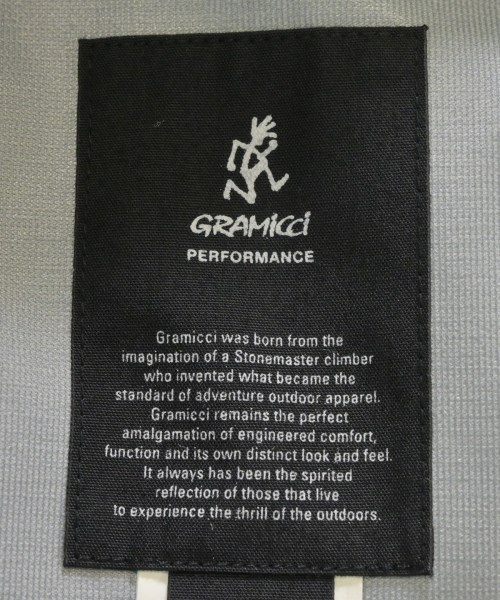 GRAMICCI
PERFORMANCE
Gramicci was born from the
imagination of a Stonemaster climber
who invented what became the
standard of adventure outdoor apparel.
Gramicci remains the perfect
amalgamation of engineered comfort,
function and its own distinct look and feel.
It always has been the spirited
reflection of those that live
to experience the thrill of the outdoors.